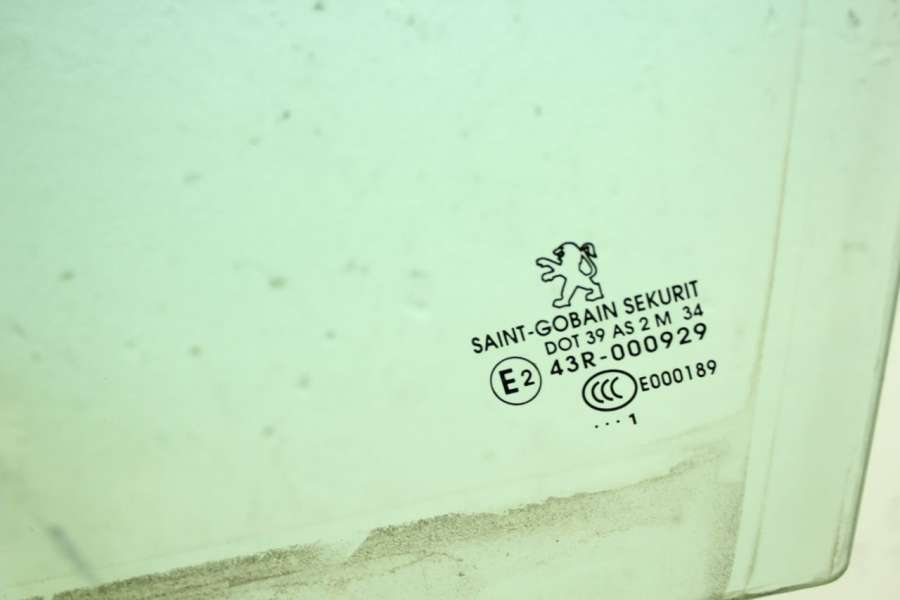 SAINT-GOBAIN SEKURIT
DOT 39 AS 2 M 34
E2 43R-000929
CCC E000189
... 1